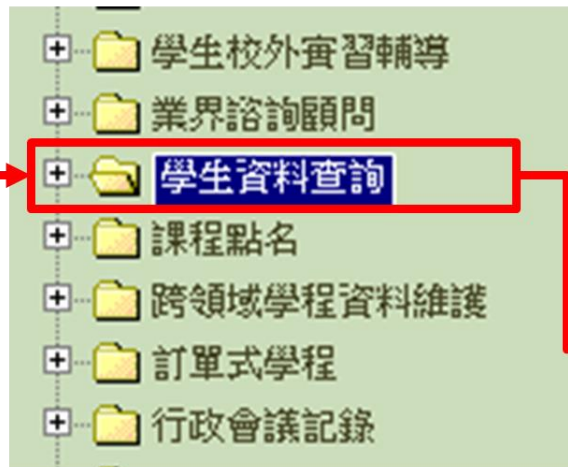 學生校外實習輔導
業界諮詢顧問
學生資料查詢
課程點名
跨領域學程資料維護
訂單式學程
行政會議記錄